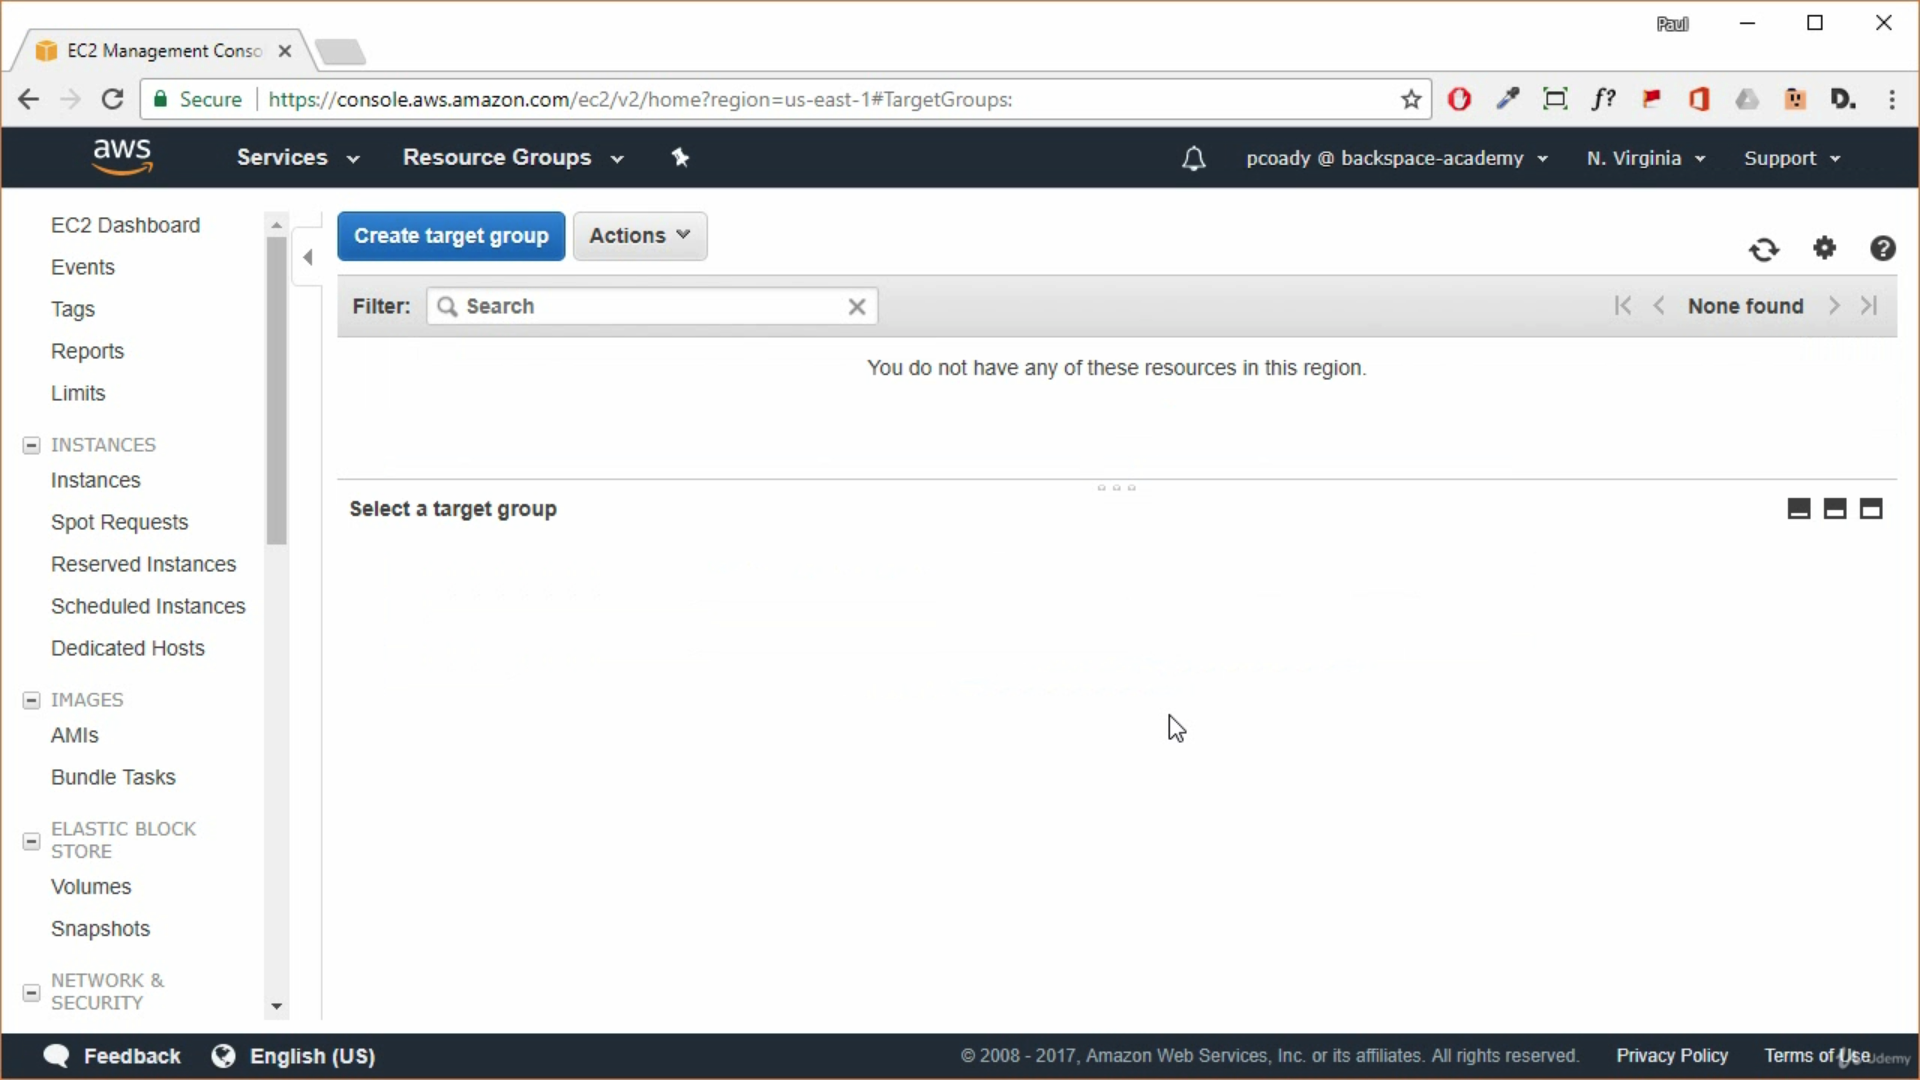 Paul
EC2 Management Conso
Secure
https://console.aws.amazon.com/ec2/v2/home?region=us-east-1#TargetGroups:
f?
D.
aws
Services
Resource Groups
pcoady @ backspace-academy
N. Virginia
Support
EC2 Dashboard
Events
Tags
Reports
Limits
INSTANCES
Instances
Spot Requests
Reserved Instances
Scheduled Instances
Dedicated Hosts
IMAGES
AMIs
Bundle Tasks
ELASTIC BLOCK
STORE
Volumes
Snapshots
NETWORK &
SECURITY
Create target group
Actions
Filter:
Search
None found
You do not have any of these resources in this region.
Select a target group
Feedback
English (US)
© 2008 - 2017, Amazon Web Services, Inc. or its affiliates. All rights reserved.
Privacy Policy
Terms of Use
Udemy